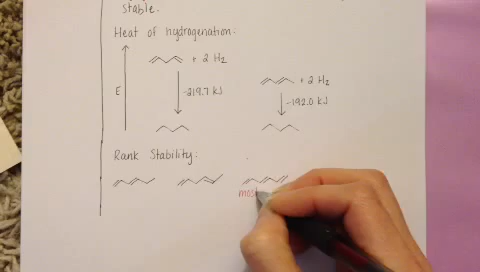 stable.
Heat of hydrogenation.
+ 2 H₂
+ 2 H₂
E
-219.7 kJ
-192.0 kJ
Rank Stability:
most